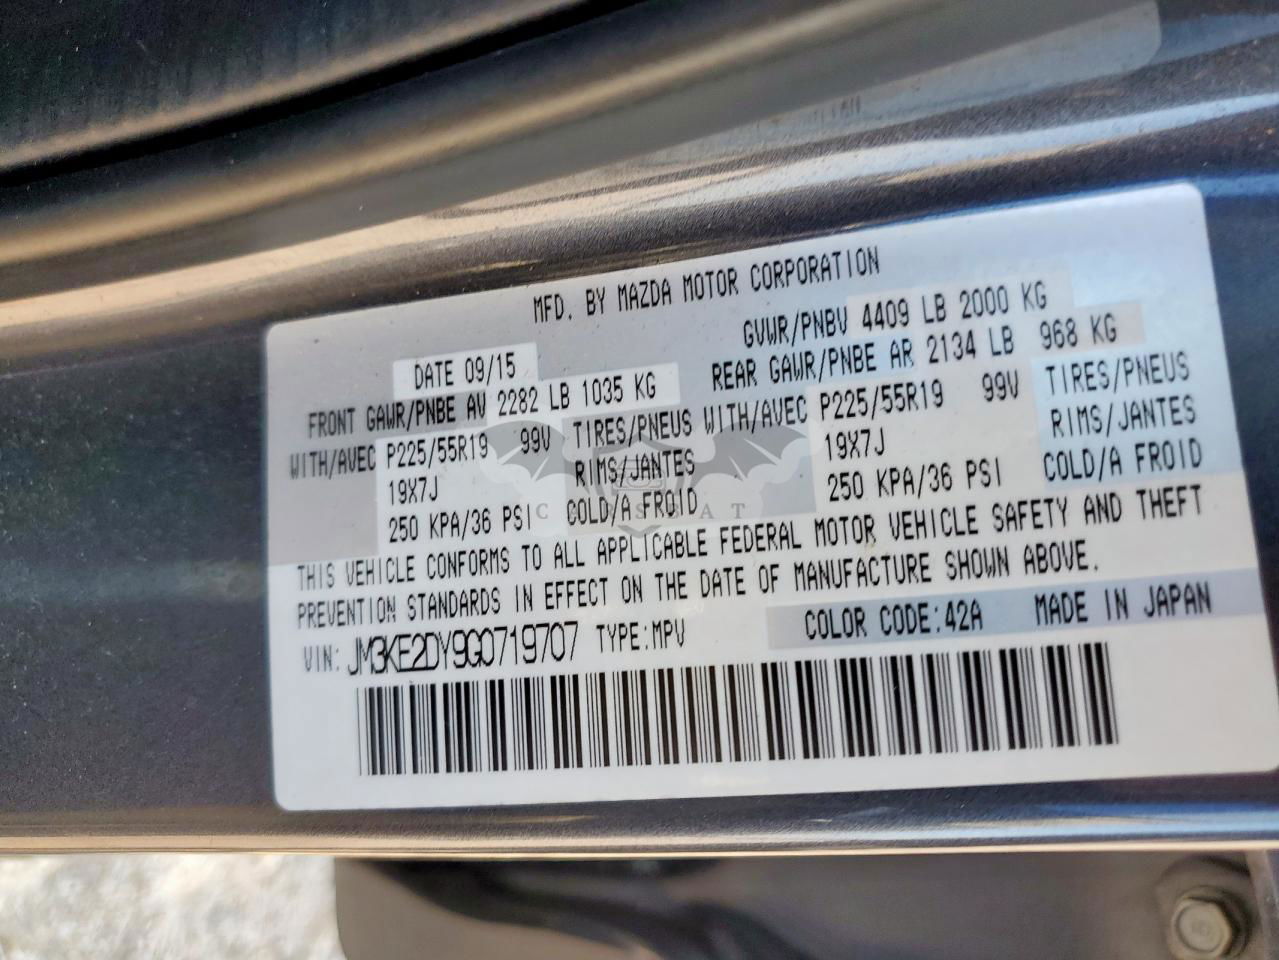 MFD. BY MAZDA MOTOR CORPORATION
DATE 09/15 GVWR/PNBV 4409 LB 2000 KG
FRONT GAWR/PNBE AV 2282 LB 1035 KG REAR GAWR/PNBE AR 2134 LB 968 KG
WITH/AVEC P225/55R19 99V TIRES/PNEUS WITH/AVEC P225/55R19 99V TIRES/PNEUS
19X7J RIMS/JANTES 19X7J RIMS/JANTES
250 KPA/36 PSI COLD/A FROID 250 KPA/36 PSI COLD/A FROID
THIS VEHICLE CONFORMS TO ALL APPLICABLE FEDERAL MOTOR VEHICLE SAFETY AND THEFT
PREVENTION STANDARDS IN EFFECT ON THE DATE OF MANUFACTURE SHOWN ABOVE.
VIN: JM3KE2DY9G0719707 TYPE:MPV COLOR CODE:42A MADE IN JAPAN